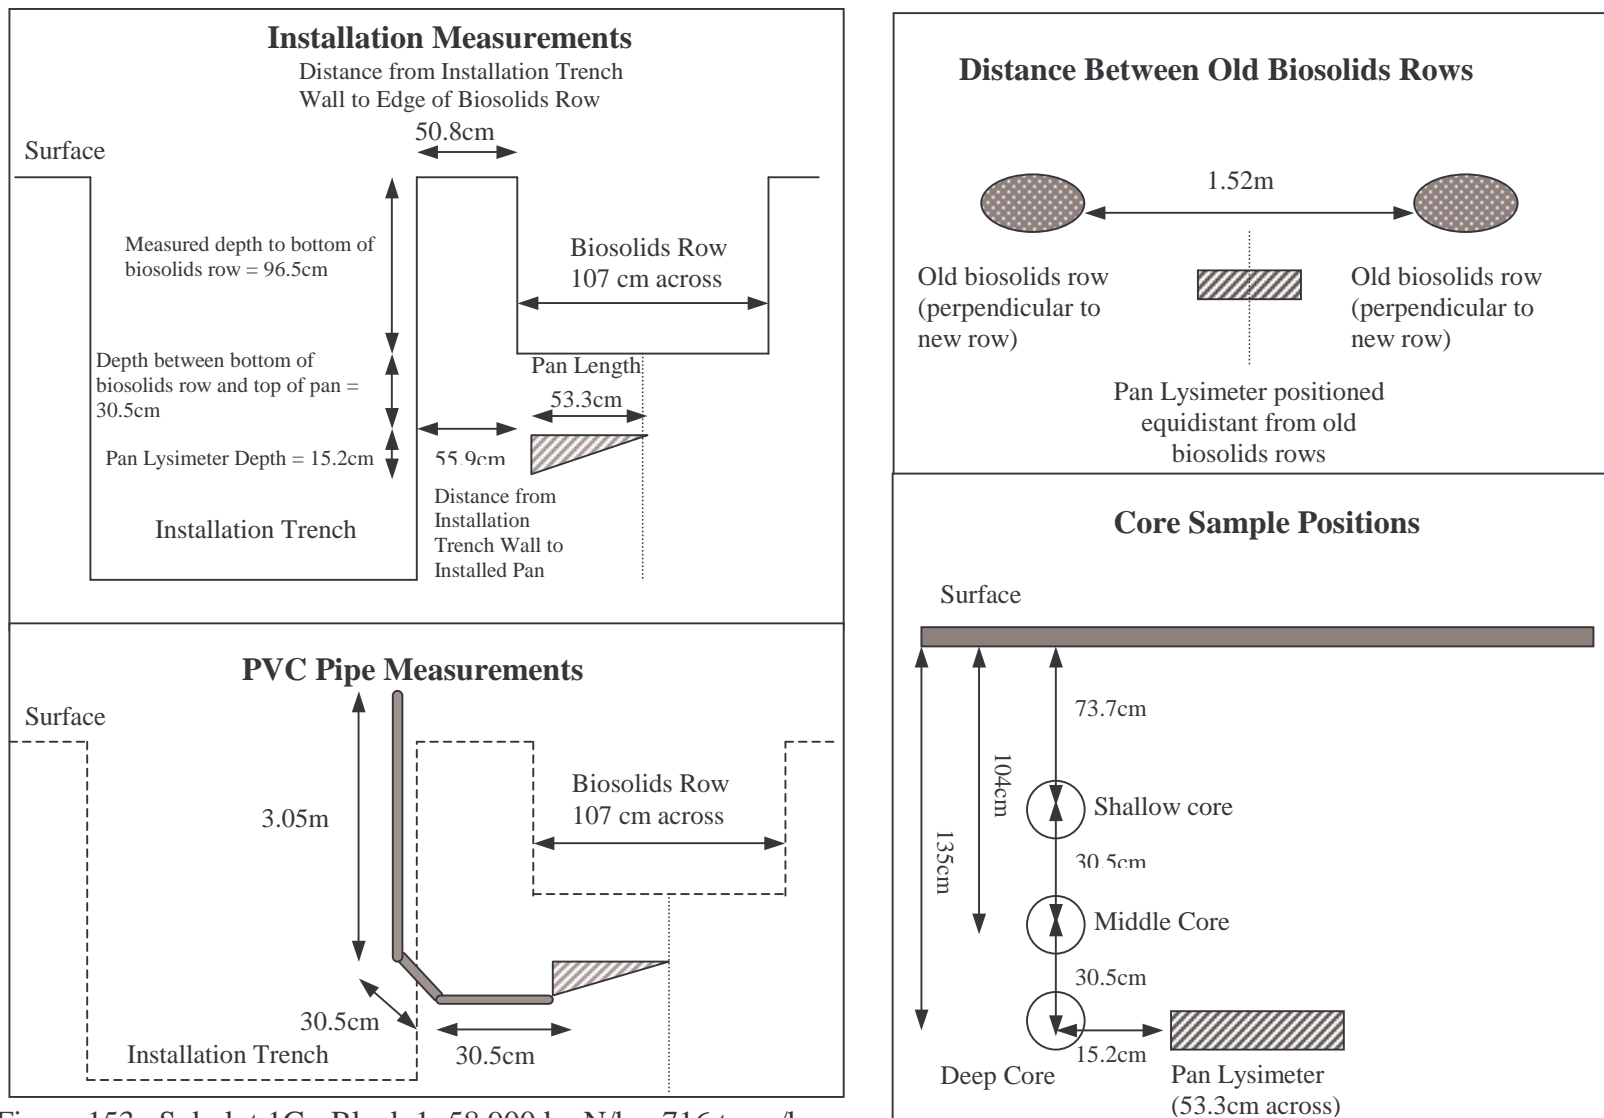 Installation Measurements
Distance from Installation Trench
Wall to Edge of Biosolids Row
50.8cm
Surface
Measured depth to bottom of
biosolids row = 96.5cm
Biosolids Row
107 cm across
Depth between bottom of
biosolids row and top of pan =
30.5cm
Pan Length
53.3cm
Pan Lysimeter Depth = 15.2cm
55.9cm
Distance from
Installation
Trench Wall to
Installed Pan
Installation Trench
PVC Pipe Measurements
Surface
Biosolids Row
107 cm across
3.05m
30.5cm
30.5cm
Installation Trench
Distance Between Old Biosolids Rows
1.52m
Old biosolids row
(perpendicular to
new row)
Old biosolids row
(perpendicular to
new row)
Pan Lysimeter positioned
equidistant from old
biosolids rows
Core Sample Positions
Surface
73.7cm
104cm
135cm
Shallow core
30.5cm
Middle Core
30.5cm
15.2cm
Deep Core
Pan Lysimeter
(53.3cm across)
153
1